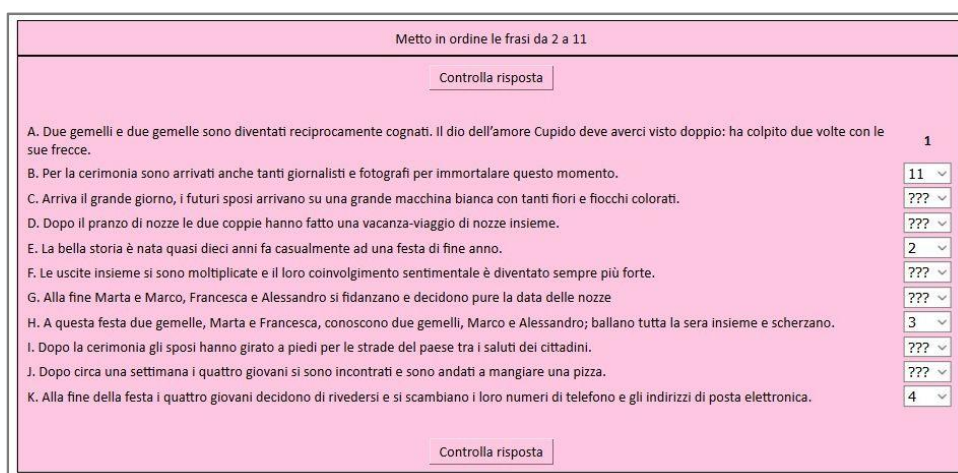 Metto in ordine le frasi da 2 a 11
Controlla risposta
A. Due gemelli e due gemelle sono diventati reciprocamente cognati. Il dio dell'amore Cupido deve averci visto doppio: ha colpito due volte con le
sue frecce. 1
B. Per la cerimonia sono arrivati anche tanti giornalisti e fotografi per immortalare questo momento. 11
C. Arriva il grande giorno, i futuri sposi arrivano su una grande macchina bianca con tanti fiori e fiocchi colorati. ???
D. Dopo il pranzo di nozze le due coppie hanno fatto una vacanza-viaggio di nozze insieme. ???
E. La bella storia è nata quasi dieci anni fa casualmente ad una festa di fine anno. 2
F. Le uscite insieme si sono moltiplicate e il loro coinvolgimento sentimentale è diventato sempre più forte. ???
G. Alla fine Marta e Marco, Francesca e Alessandro si fidanzano e decidono pure la data delle nozze ???
H. A questa festa due gemelle, Marta e Francesca, conoscono due gemelli, Marco e Alessandro; ballano tutta la sera insieme e scherzano. 3
I. Dopo la cerimonia gli sposi hanno girato a piedi per le strade del paese tra i saluti dei cittadini. ???
J. Dopo circa una settimana i quattro giovani si sono incontrati e sono andati a mangiare una pizza. ???
K. Alla fine della festa i quattro giovani decidono di rivedersi e si scambiano i loro numeri di telefono e gli indirizzi di posta elettronica. 4
Controlla risposta